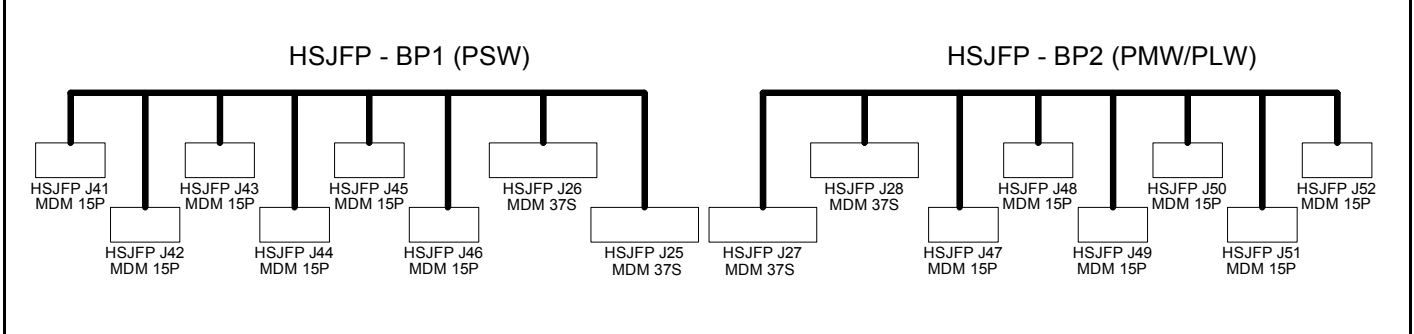 HSJFP - BP1 (PSW)
HSJFP - BP2 (PMW/PLW)
HSJFP J41
MDM 15P
HSJFP J43
MDM 15P
HSJFP J45
MDM 15P
HSJFP J26
MDM 37S
HSJFP J28
MDM 37S
HSJFP J48
MDM 15P
HSJFP J50
MDM 15P
HSJFP J52
MDM 15P
HSJFP J42
MDM 15P
HSJFP J44
MDM 15P
HSJFP J46
MDM 15P
HSJFP J25
MDM 37S
HSJFP J27
MDM 37S
HSJFP J47
MDM 15P
HSJFP J49
MDM 15P
HSJFP J51
MDM 15P